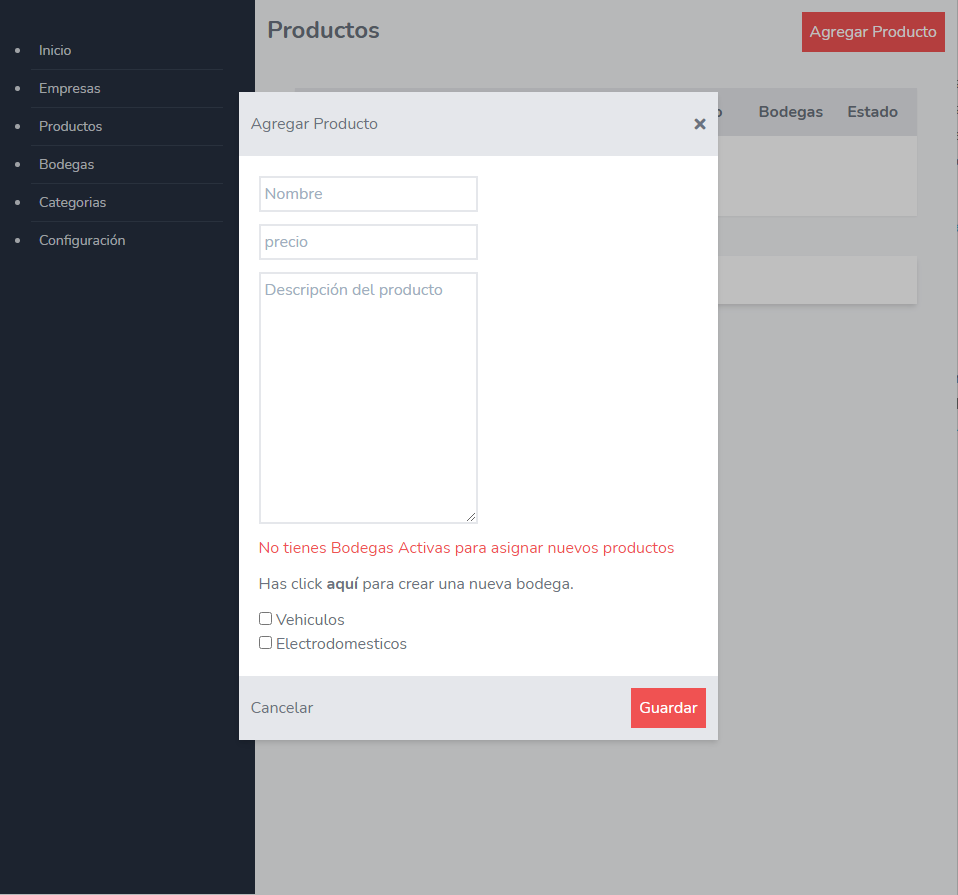 Inicio
Empresas
Productos
Bodegas
Categorias
Configuración
Productos
Agregar Producto
Bodegas Estado
Agregar Producto
Nombre
precio
Descripción del producto
No tienes Bodegas Activas para asignar nuevos productos
Has click aquí para crear una nueva bodega.
Vehiculos
Electrodomesticos
Cancelar
Guardar